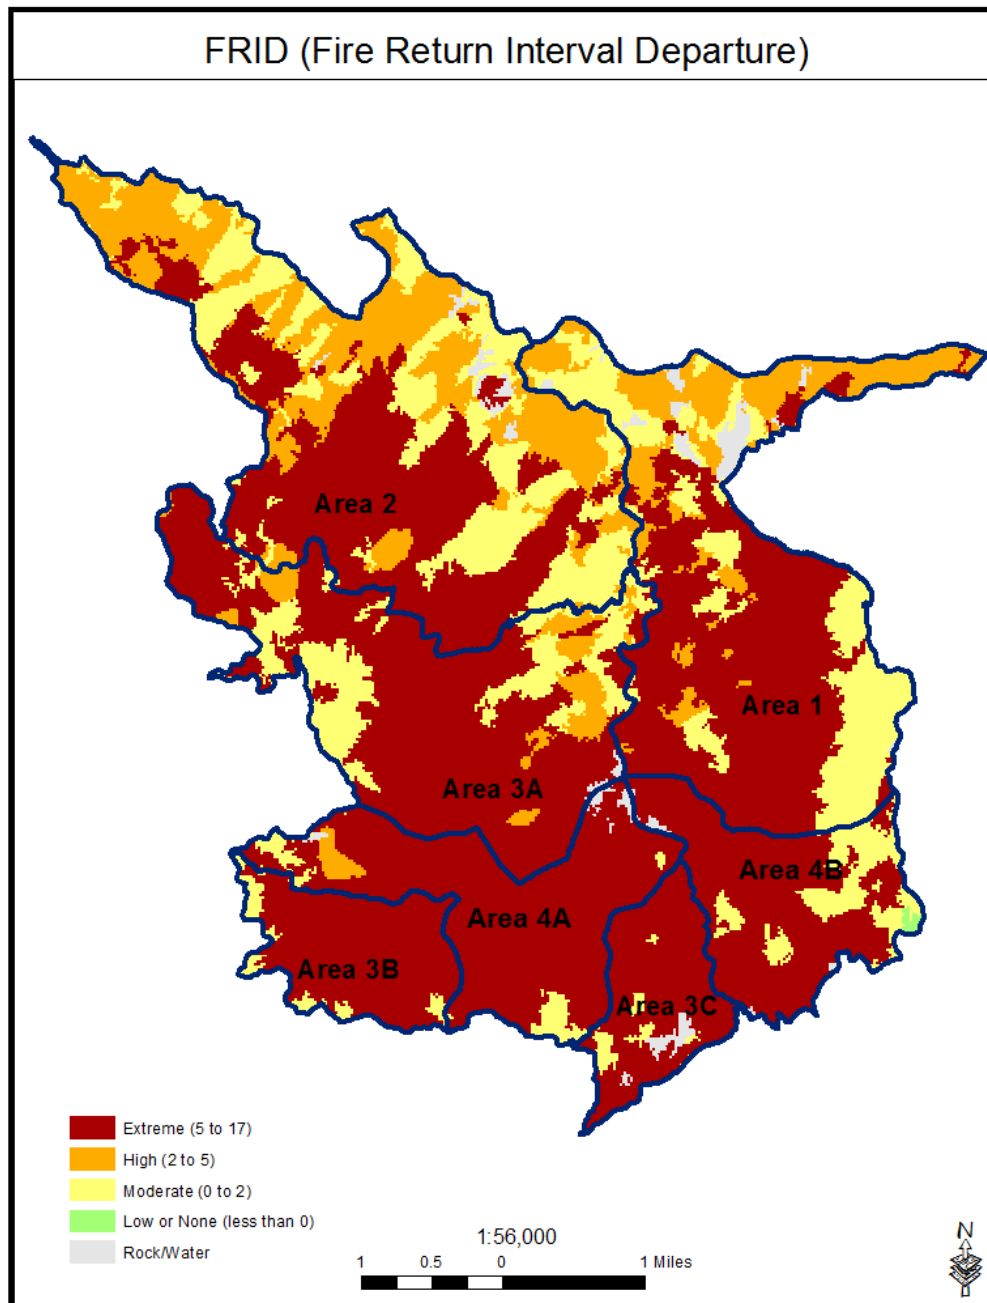 FRID (Fire Return Interval Departure)
Area 2
Area 1
Area 3A
Area 4B
Area 4A
Area 3B
Area 3C
Extreme (5 to 17)
High (2 to 5)
Moderate (0 to 2)
Low or None (less than 0)
Rock/Water
1:56,000
1 0.5 0 1 Miles
N